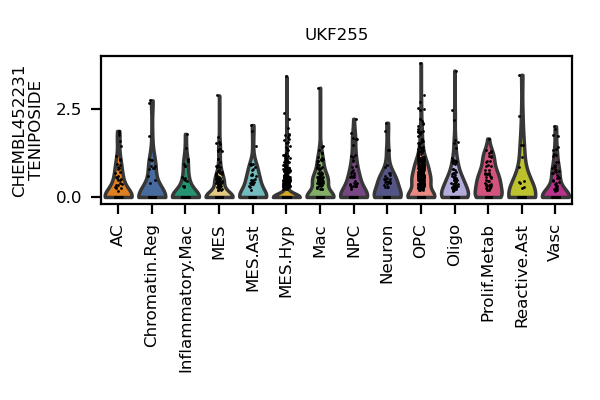 UKF255
CHEMBL452231
TENIPOSIDE
2.5
0.0
AC
Chromatin.Reg
Inflammatory.Mac
MES
MES.Ast
MES.Hyp
Mac
NPC
Neuron
OPC
Oligo
Prolif.Metab
Reactive.Ast
Vasc